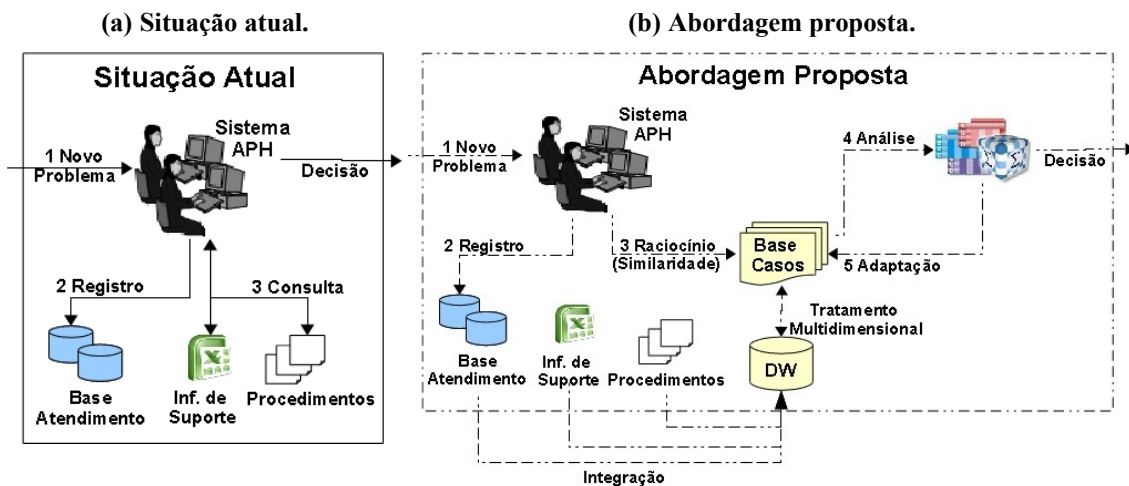 (a) Situação atual.
Situação Atual
Sistema
APH
1 Novo
Problema
Decisão
2 Registro
3 Consulta
Base
Atendimento
Inf. de
Suporte
Procedimentos
(b) Abordagem proposta.
Abordagem Proposta
Sistema
APH
1 Novo
Problema
4 Análise
Decisão
2 Registro
3 Raciocínio
(Similaridade)
Base
Casos
5 Adaptação
Tratamento
Multidimensional
Base
Atendimento
Inf. de
Suporte
Procedimentos
DW
Integração